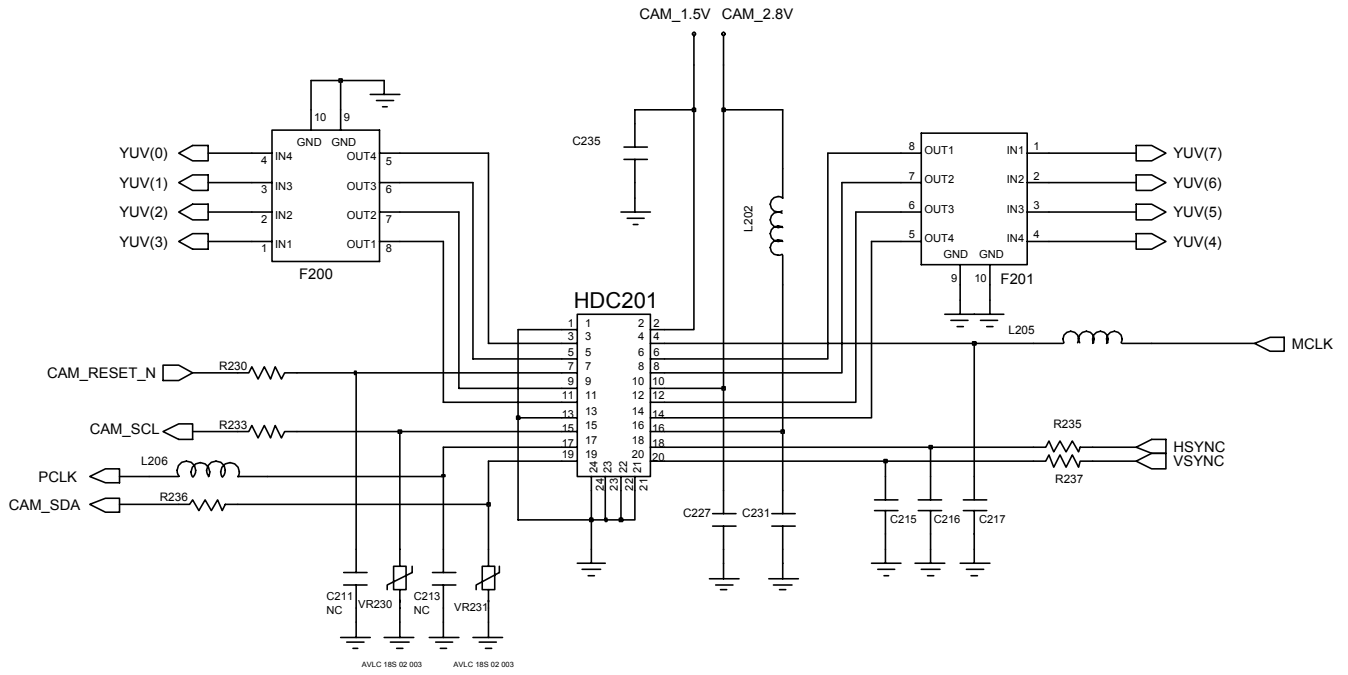 CAM_1.5V CAM_2.8V
10 9
GND GND
YUV(0) 4 IN4 OUT4 5
YUV(1) 3 IN3 OUT3 6
YUV(2) 2 IN2 OUT2 7
YUV(3) 1 IN1 OUT1 8
F200
C235
L202
8 OUT1 IN1 1 YUV(7)
7 OUT2 IN2 2 YUV(6)
6 OUT3 IN3 3 YUV(5)
5 OUT4 IN4 4 YUV(4)
GND GND
9 10 F201
HDC201
1 1 2 2
3 3 4 4
5 5 6 6
7 7 8 8
9 9 10 10
11 11 12 12
13 13 14 14
15 15 16 16
17 17 18 18
19 19 20 20
24 23 22 21
24 23 22 21
L205
MCLK
CAM_RESET_N R230
CAM_SCL R233
PCLK L206
CAM_SDA R236
R235
HSYNC
VSYNC
R237
C227 C231
C215 C216 C217
C211 VR230 C213 VR231
NC NC
AVLC 18S 02 003 AVLC 18S 02 003